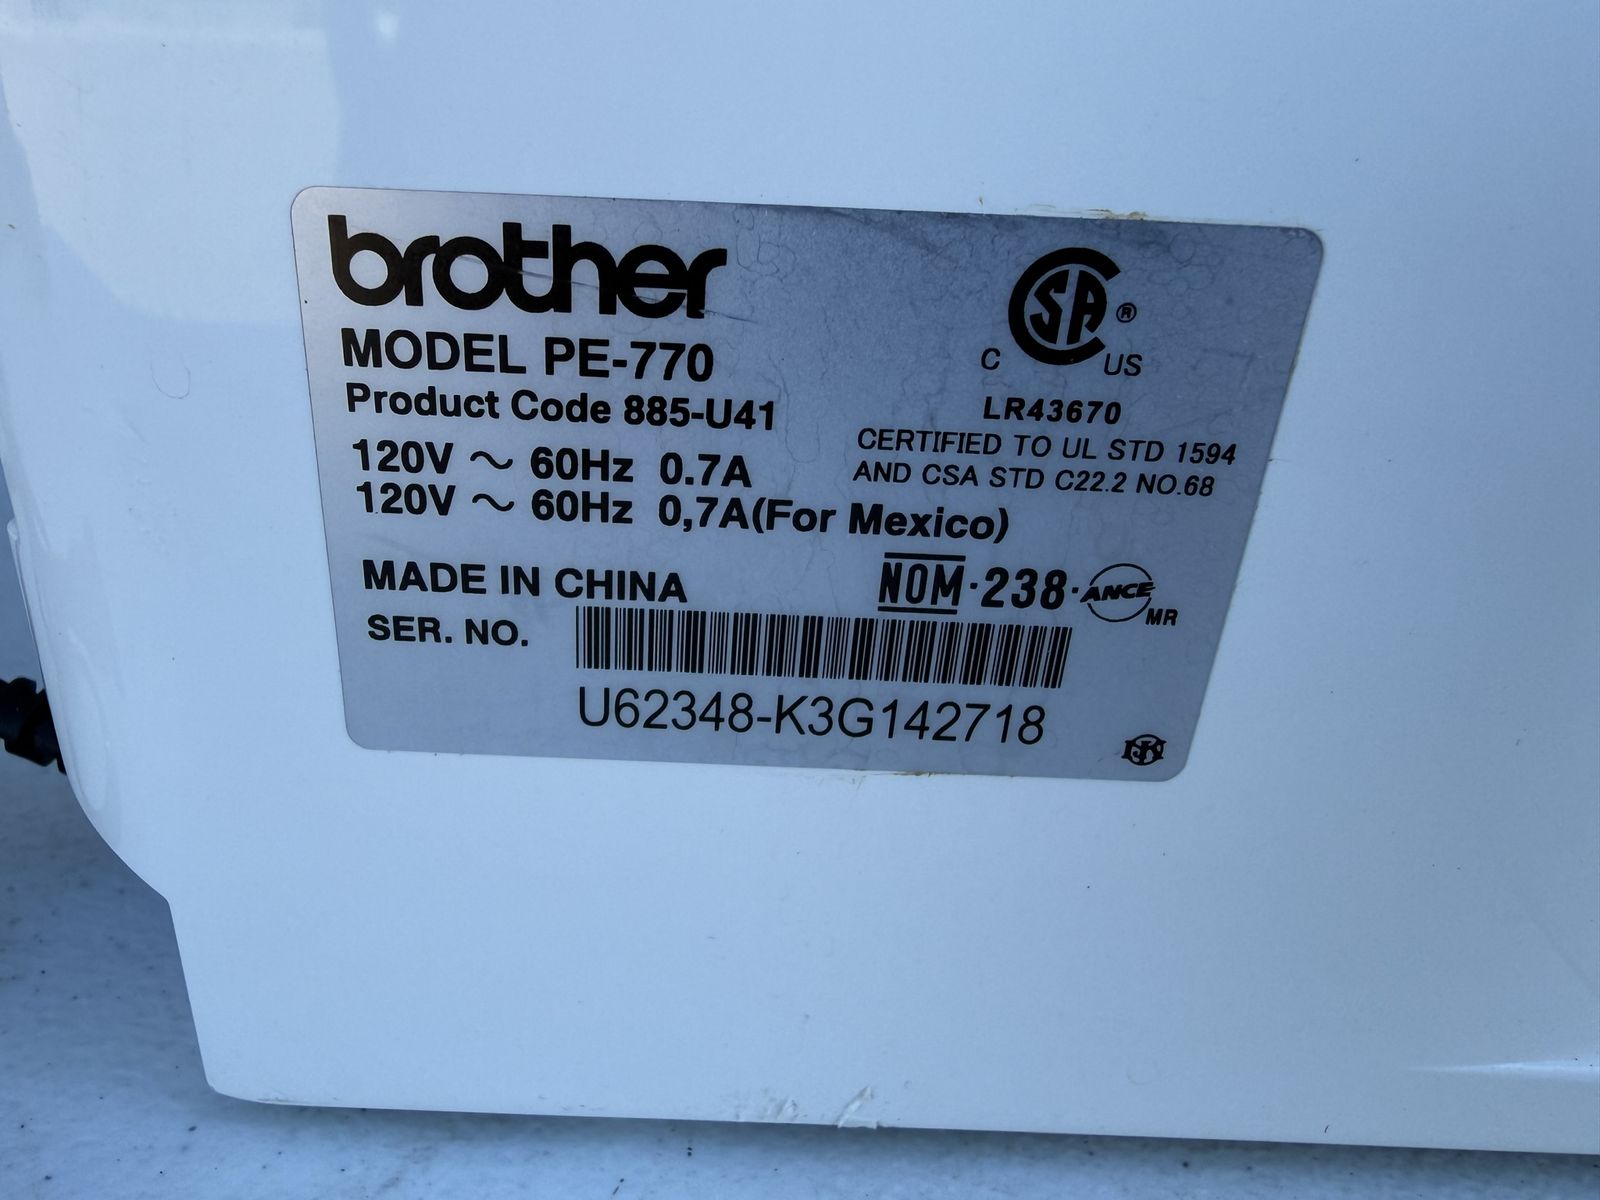 brother
MODEL PE-770
Product Code 885-U41
120V ～ 60Hz 0.7A
120V ～ 60Hz 0,7A(For Mexico)
CSA®
C US
LR43670
CERTIFIED TO UL STD 1594
AND CSA STD C22.2 NO.68
MADE IN CHINA
NOM·238·ANCE MR
SER. NO.
U62348-K3G142718